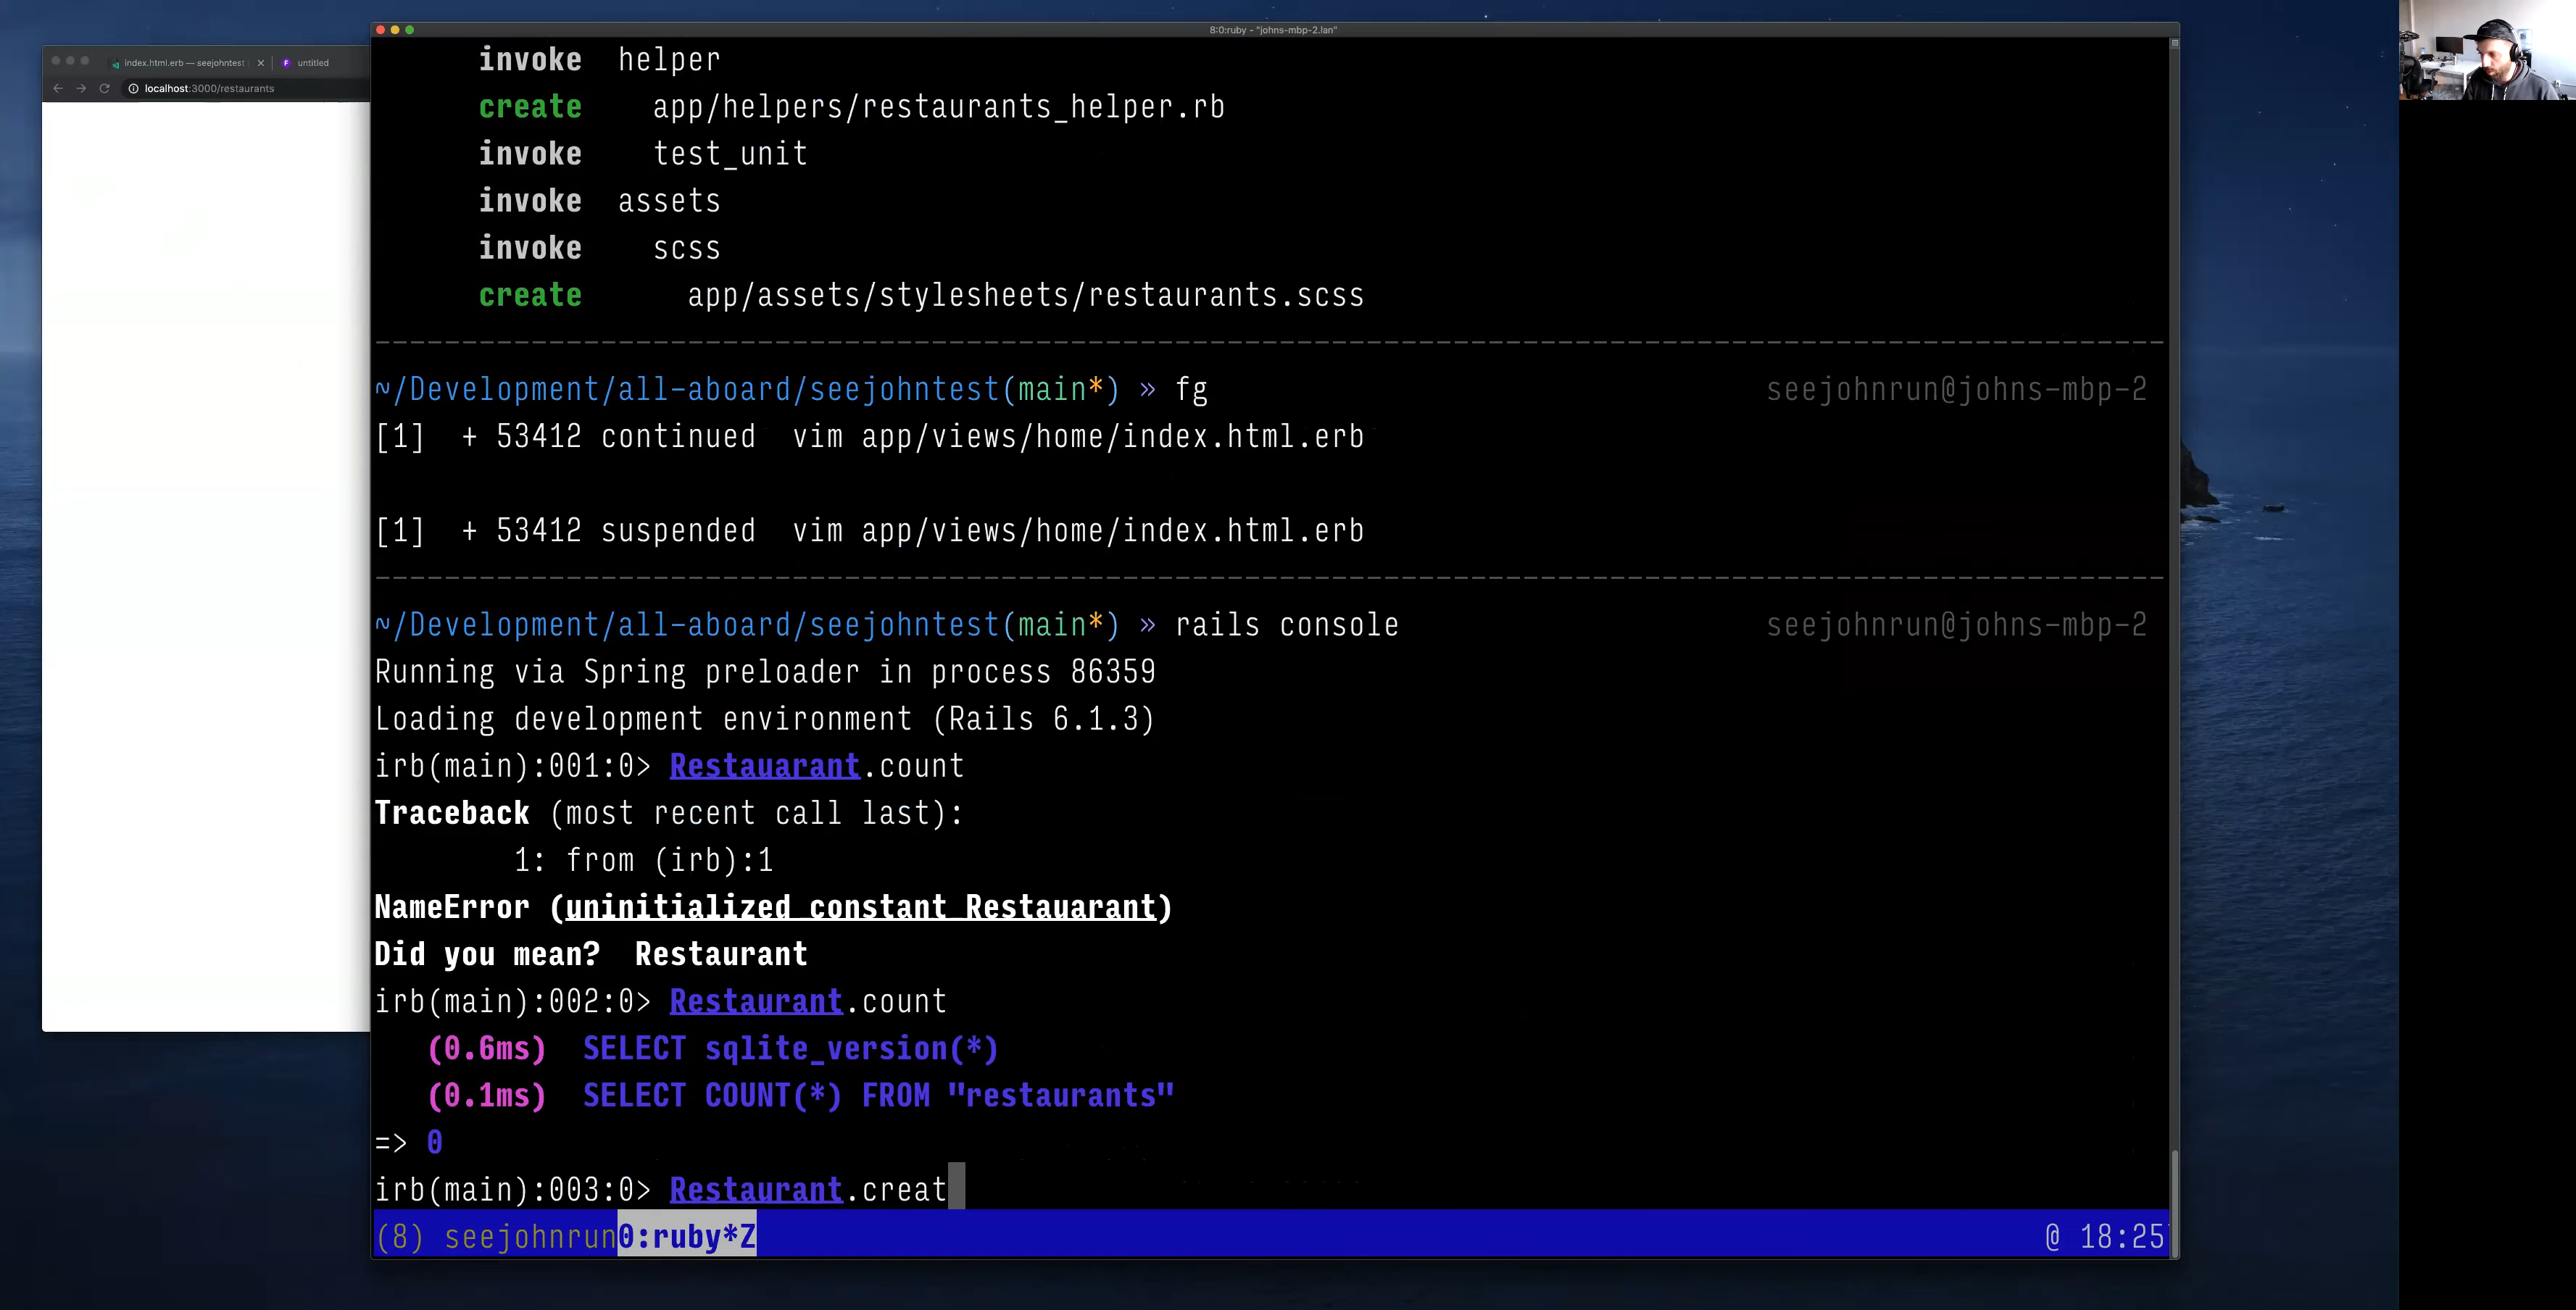 8:0:ruby - "johns-mbp-2.lan"
index.html.erb — seejohntest
untitled
localhost:3000/restaurants
invoke helper
create app/helpers/restaurants_helper.rb
invoke test_unit
invoke assets
invoke scss
create app/assets/stylesheets/restaurants.scss
~/Development/all-aboard/seejohntest(main*) » fg seejohnrun@johns-mbp-2
[1] + 53412 continued vim app/views/home/index.html.erb
[1] + 53412 suspended vim app/views/home/index.html.erb
~/Development/all-aboard/seejohntest(main*) » rails console seejohnrun@johns-mbp-2
Running via Spring preloader in process 86359
Loading development environment (Rails 6.1.3)
irb(main):001:0> Restauarant.count
Traceback (most recent call last):
1: from (irb):1
NameError (uninitialized constant Restauarant)
Did you mean? Restaurant
irb(main):002:0> Restaurant.count
(0.6ms) SELECT sqlite_version(*)
(0.1ms) SELECT COUNT(*) FROM "restaurants"
=> 0
irb(main):003:0> Restaurant.creat
(8) seejohnrun0:ruby*Z @ 18:25